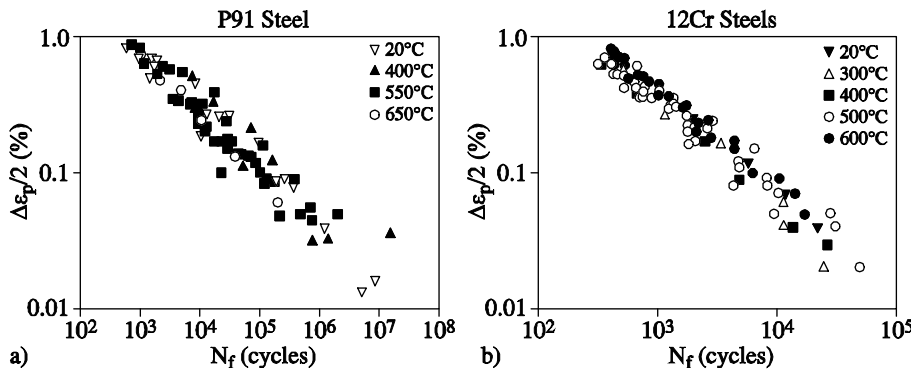 P91 Steel
1.0
0.1
0.01
Δεp/2 (%)
20°C
400°C
550°C
650°C
10² 10³ 10⁴ 10⁵ 10⁶ 10⁷ 10⁸
a) Nf (cycles)
12Cr Steels
1.0
0.1
0.01
Δεp/2 (%)
20°C
300°C
400°C
500°C
600°C
10² 10³ 10⁴ 10⁵
b) Nf (cycles)